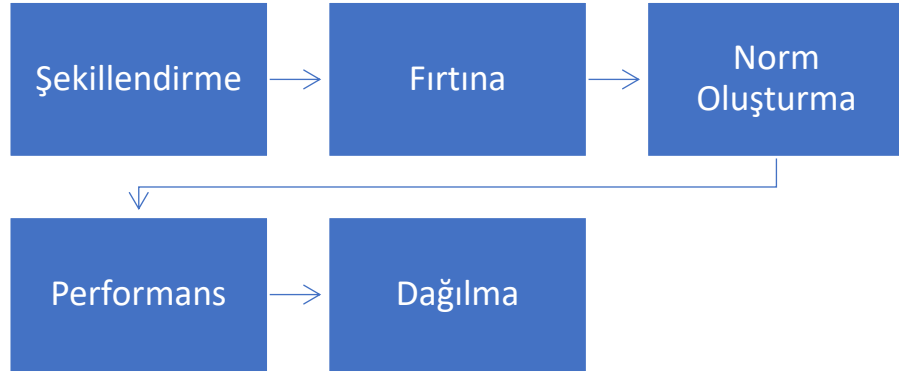 Şekillendirme
Fırtına
Norm
Oluşturma
Performans
Dağılma